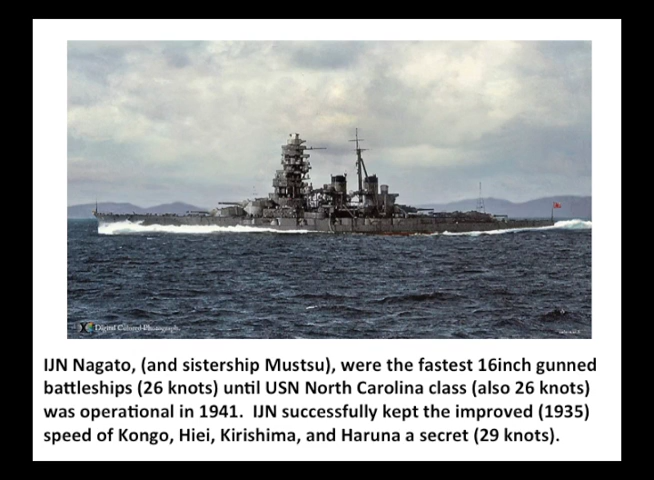 Digital Colored Photograph
IJN Nagato, (and sistership Mustsu), were the fastest 16inch gunned
battleships (26 knots) until USN North Carolina class (also 26 knots)
was operational in 1941.  IJN successfully kept the improved (1935)
speed of Kongo, Hiei, Kirishima, and Haruna a secret (29 knots).